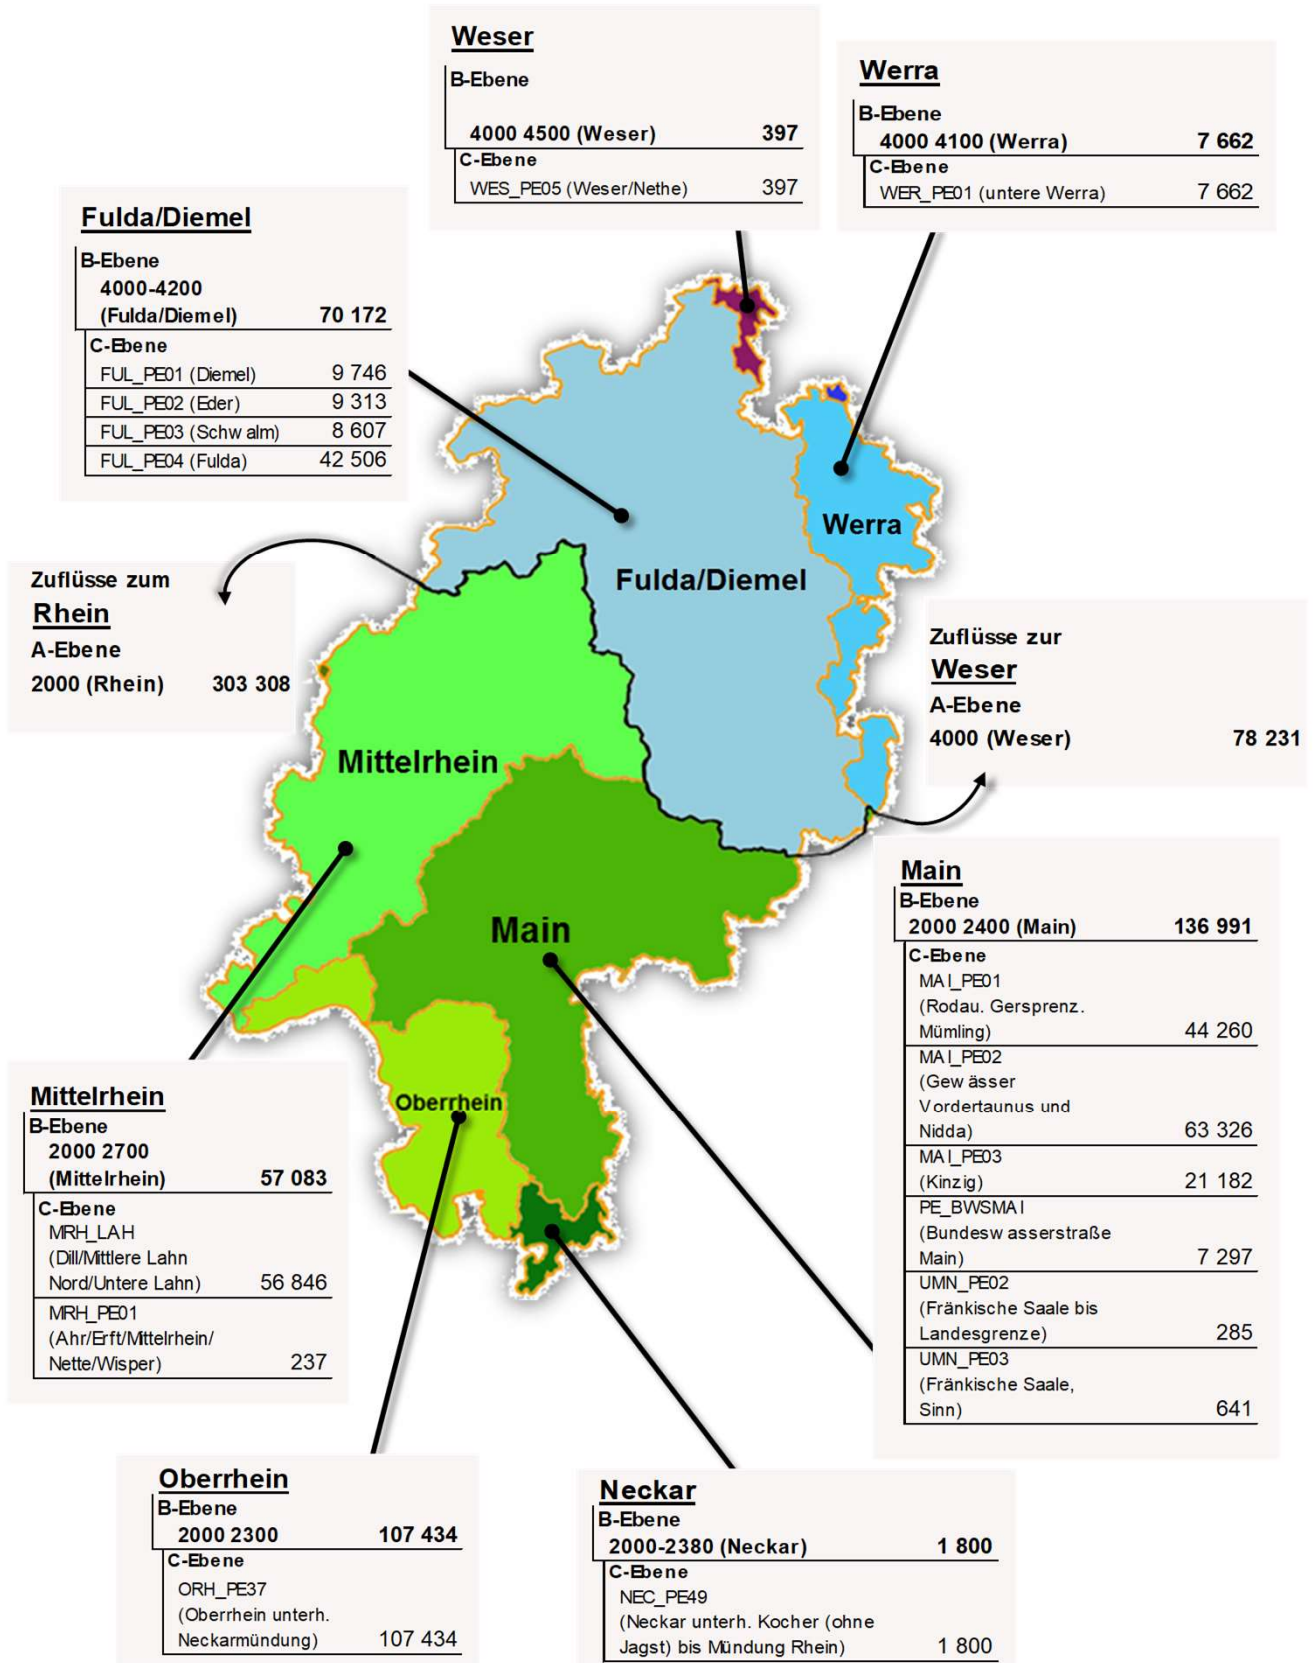 Weser
B-Ebene
4000 4500 (Weser) 397
C-Ebene
WES_PE05 (Weser/Nethe) 397
Werra
B-Ebene
4000 4100 (Werra) 7 662
C-Ebene
WER_PE01 (untere Werra) 7 662
Fulda/Diemel
B-Ebene
4000-4200
(Fulda/Diemel) 70 172
C-Ebene
FUL_PE01 (Diemel) 9 746
FUL_PE02 (Eder) 9 313
FUL_PE03 (Schwalm) 8 607
FUL_PE04 (Fulda) 42 506
Werra
Fulda/Diemel
Zuflüsse zum
Rhein
A-Ebene
2000 (Rhein) 303 308
Zuflüsse zur
Weser
A-Ebene
4000 (Weser) 78 231
Mittelrhein
Main
Oberrhein
Main
B-Ebene
2000 2400 (Main) 136 991
C-Ebene
MAI_PE01
(Rodau. Gersprenz.
Mümling) 44 260
MAI_PE02
(Gewässer
Vordertaunus und
Nidda) 63 326
MAI_PE03
(Kinzig) 21 182
PE_BWSMAI
(Bundeswasserstraße
Main) 7 297
UMN_PE02
(Fränkische Saale bis
Landesgrenze) 285
UMN_PE03
(Fränkische Saale,
Sinn) 641
Mittelrhein
B-Ebene
2000 2700
(Mittelrhein) 57 083
C-Ebene
MRH_LAH
(Dill/Mittlere Lahn
Nord/Untere Lahn) 56 846
MRH_PE01
(Ahr/Erft/Mittelrhein/
Nette/Wisper) 237
Oberrhein
B-Ebene
2000 2300 107 434
C-Ebene
ORH_PE37
(Oberrhein unterh.
Neckarmündung) 107 434
Neckar
B-Ebene
2000-2380 (Neckar) 1 800
C-Ebene
NEC_PE49
(Neckar unterh. Kocher (ohne
Jagst) bis Mündung Rhein) 1 800